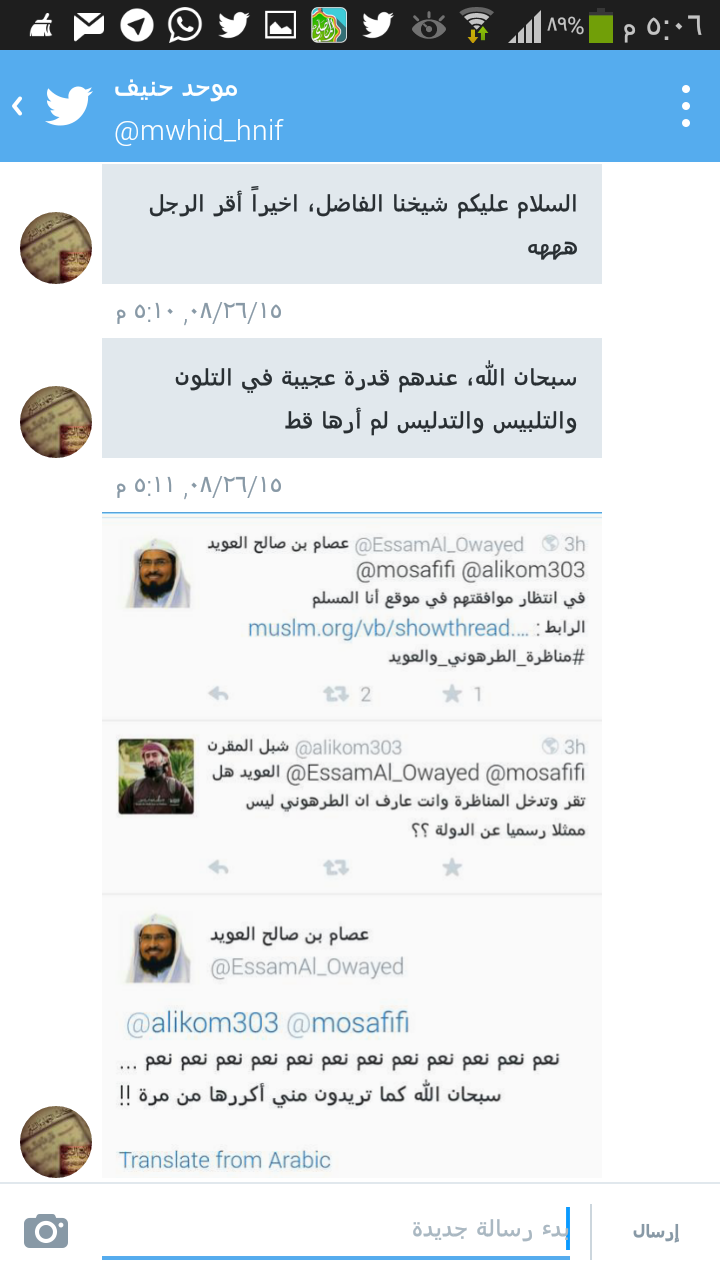 ٨٩% ٥:٠٦ م
موحد حنيف
@mwhid_hnif
السلام عليكم شيخنا الفاضل، اخيراً أقر الرجل
هههه
٠٨/٢٦/١٥, ٥:١٠ م
سبحان الله، عندهم قدرة عجيبة في التلون
والتلبيس والتدليس لم أرها قط
٠٨/٢٦/١٥, ٥:١١ م
عصام بن صالح العويد @EssamAl_Owayed 3h
@mosafifi @alikom303
في انتظار موافقتهم في موقع أنا المسلم
الرابط : muslm.org/vb/showthread....
#مناظرة_الطرهوني_والعويد
2 1
شبل المقرن @alikom303 3h
@EssamAl_Owayed @mosafifi العويد هل
تقر وتدخل المناظرة وانت عارف ان الطرهوني ليس
ممثلا رسميا عن الدولة ؟؟
عصام بن صالح العويد
@EssamAl_Owayed
@alikom303 @mosafifi
نعم نعم نعم نعم نعم نعم نعم نعم نعم نعم نعم نعم ...
سبحان الله كما تريدون مني أكررها من مرة !!
Translate from Arabic
بدء رسالة جديدة
إرسال